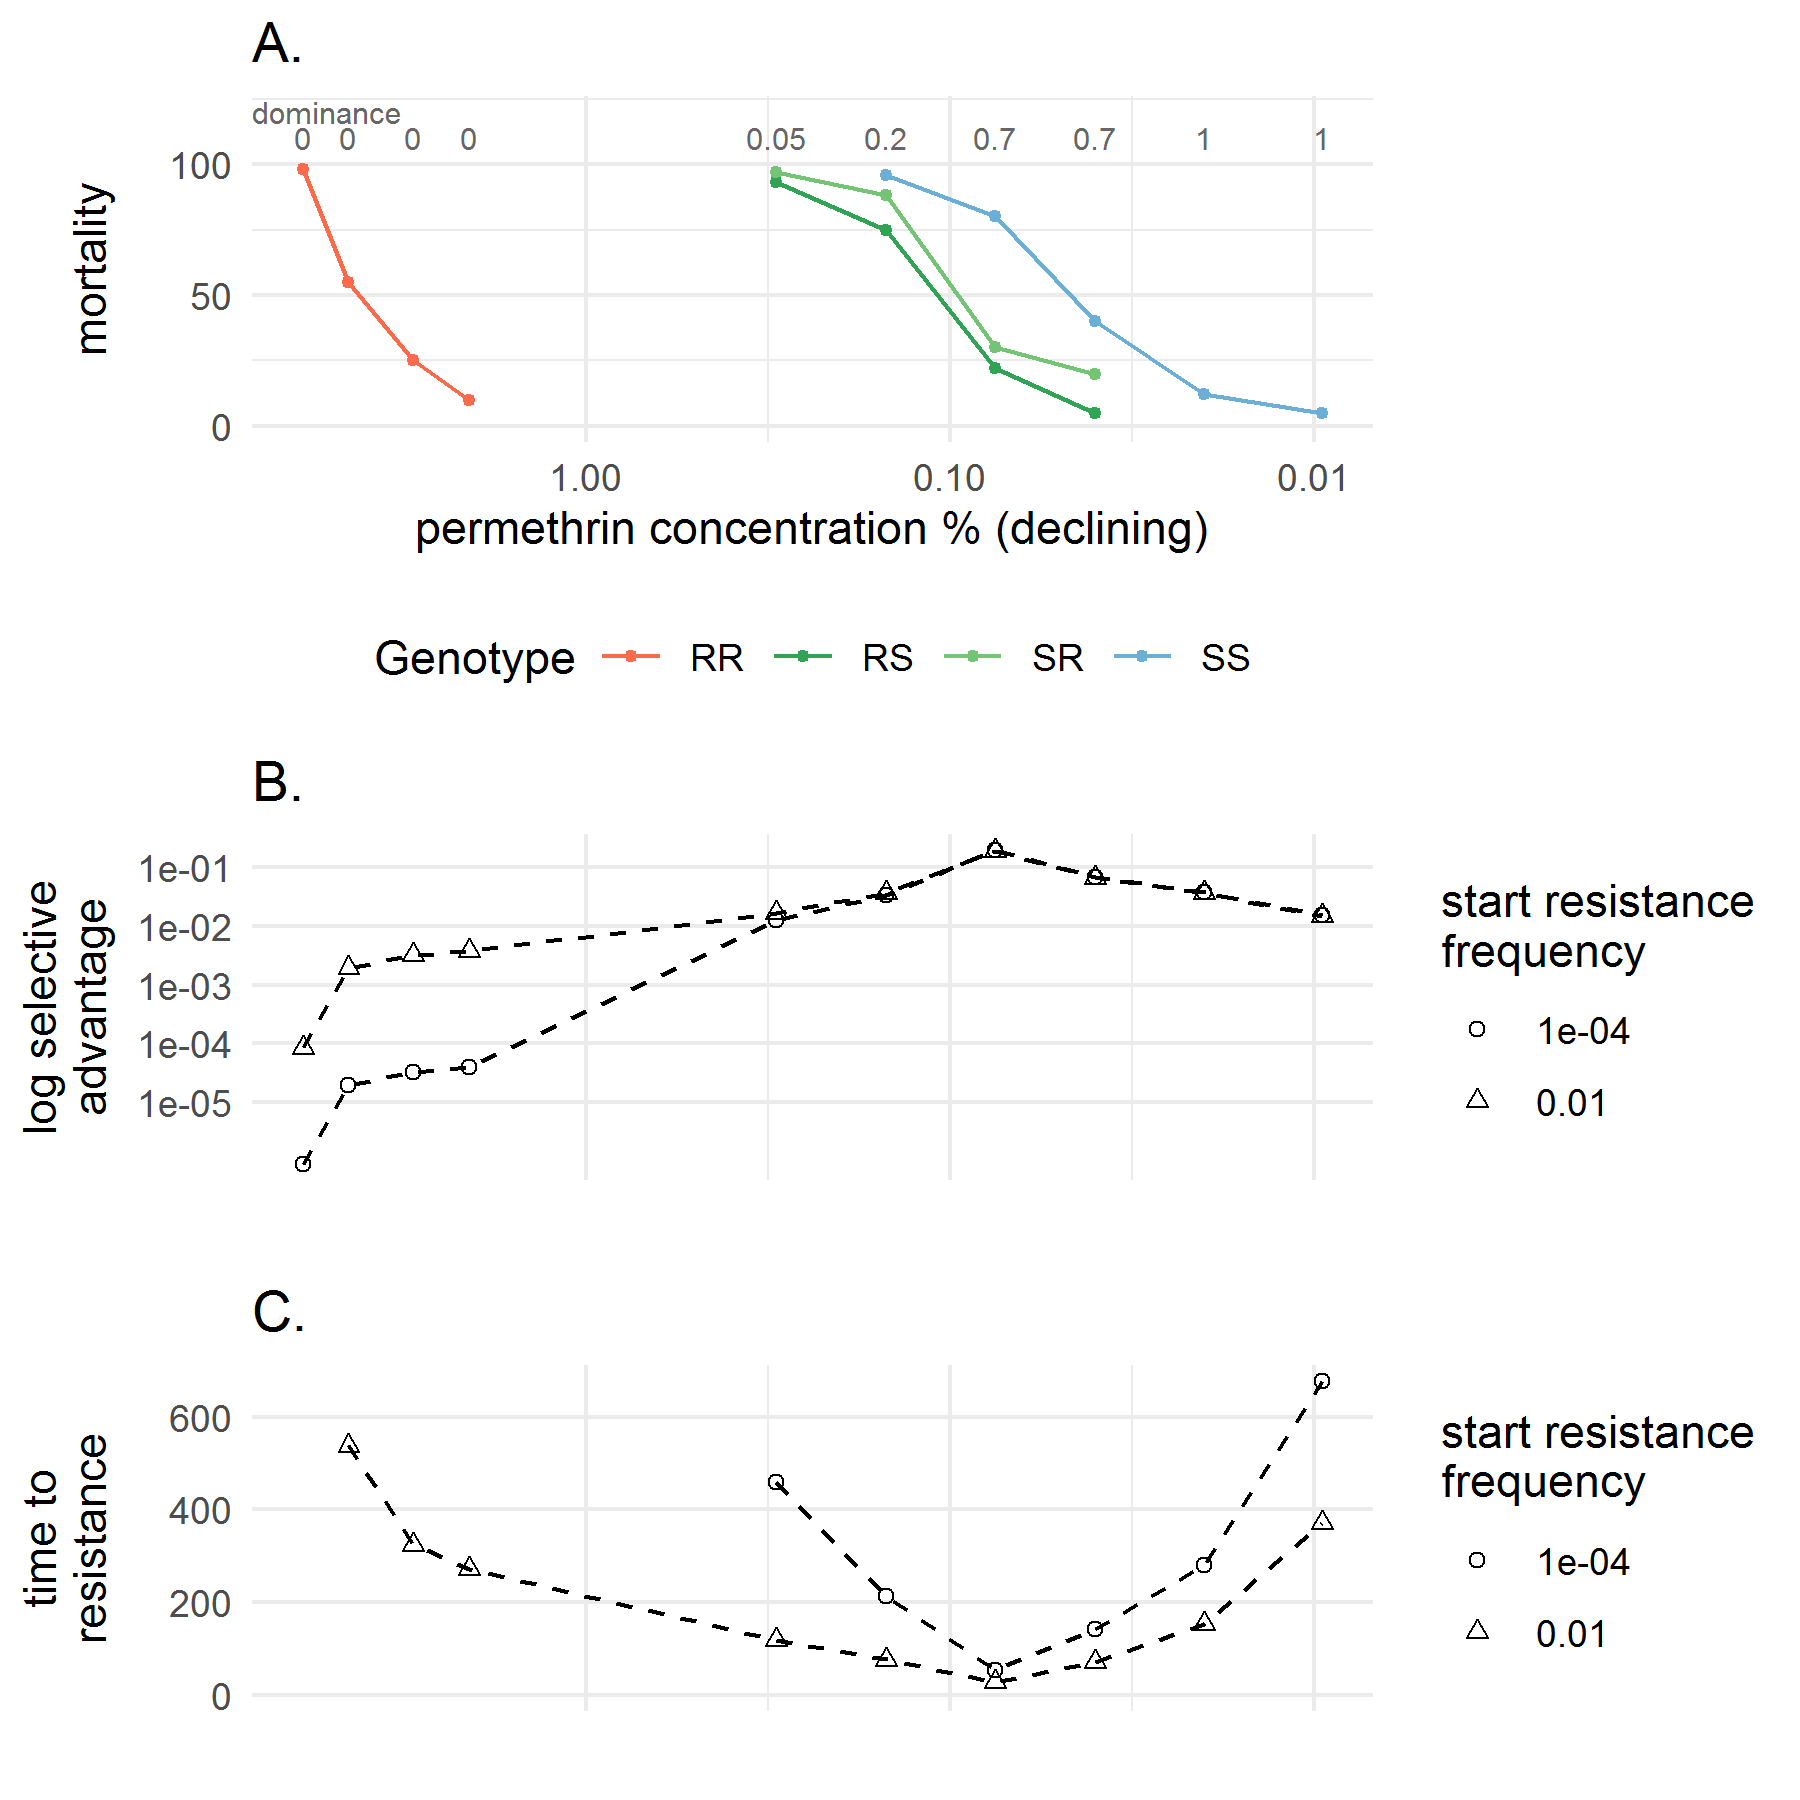 A.
dominance
0 0 0 0 0.05 0.2 0.7 0.7 1 1
100
50
0
mortality
1.00 0.10 0.01
permethrin concentration % (declining)
Genotype RR RS SR SS
B.
1e-01
1e-02
1e-03
1e-04
1e-05
log selective
advantage
start resistance
frequency
1e-04
0.01
C.
600
400
200
0
time to
resistance
start resistance
frequency
1e-04
0.01